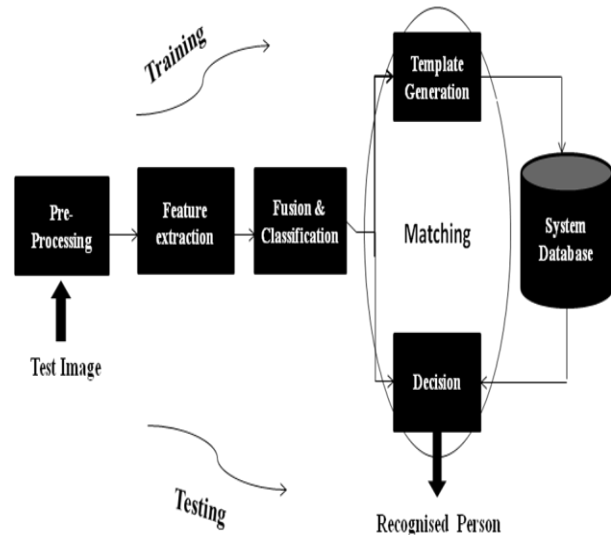 Training
Template
Generation
Pre-
Processing
Feature
extraction
Fusion &
Classification
Matching
System
Database
Test Image
Decision
Testing
Recognised Person